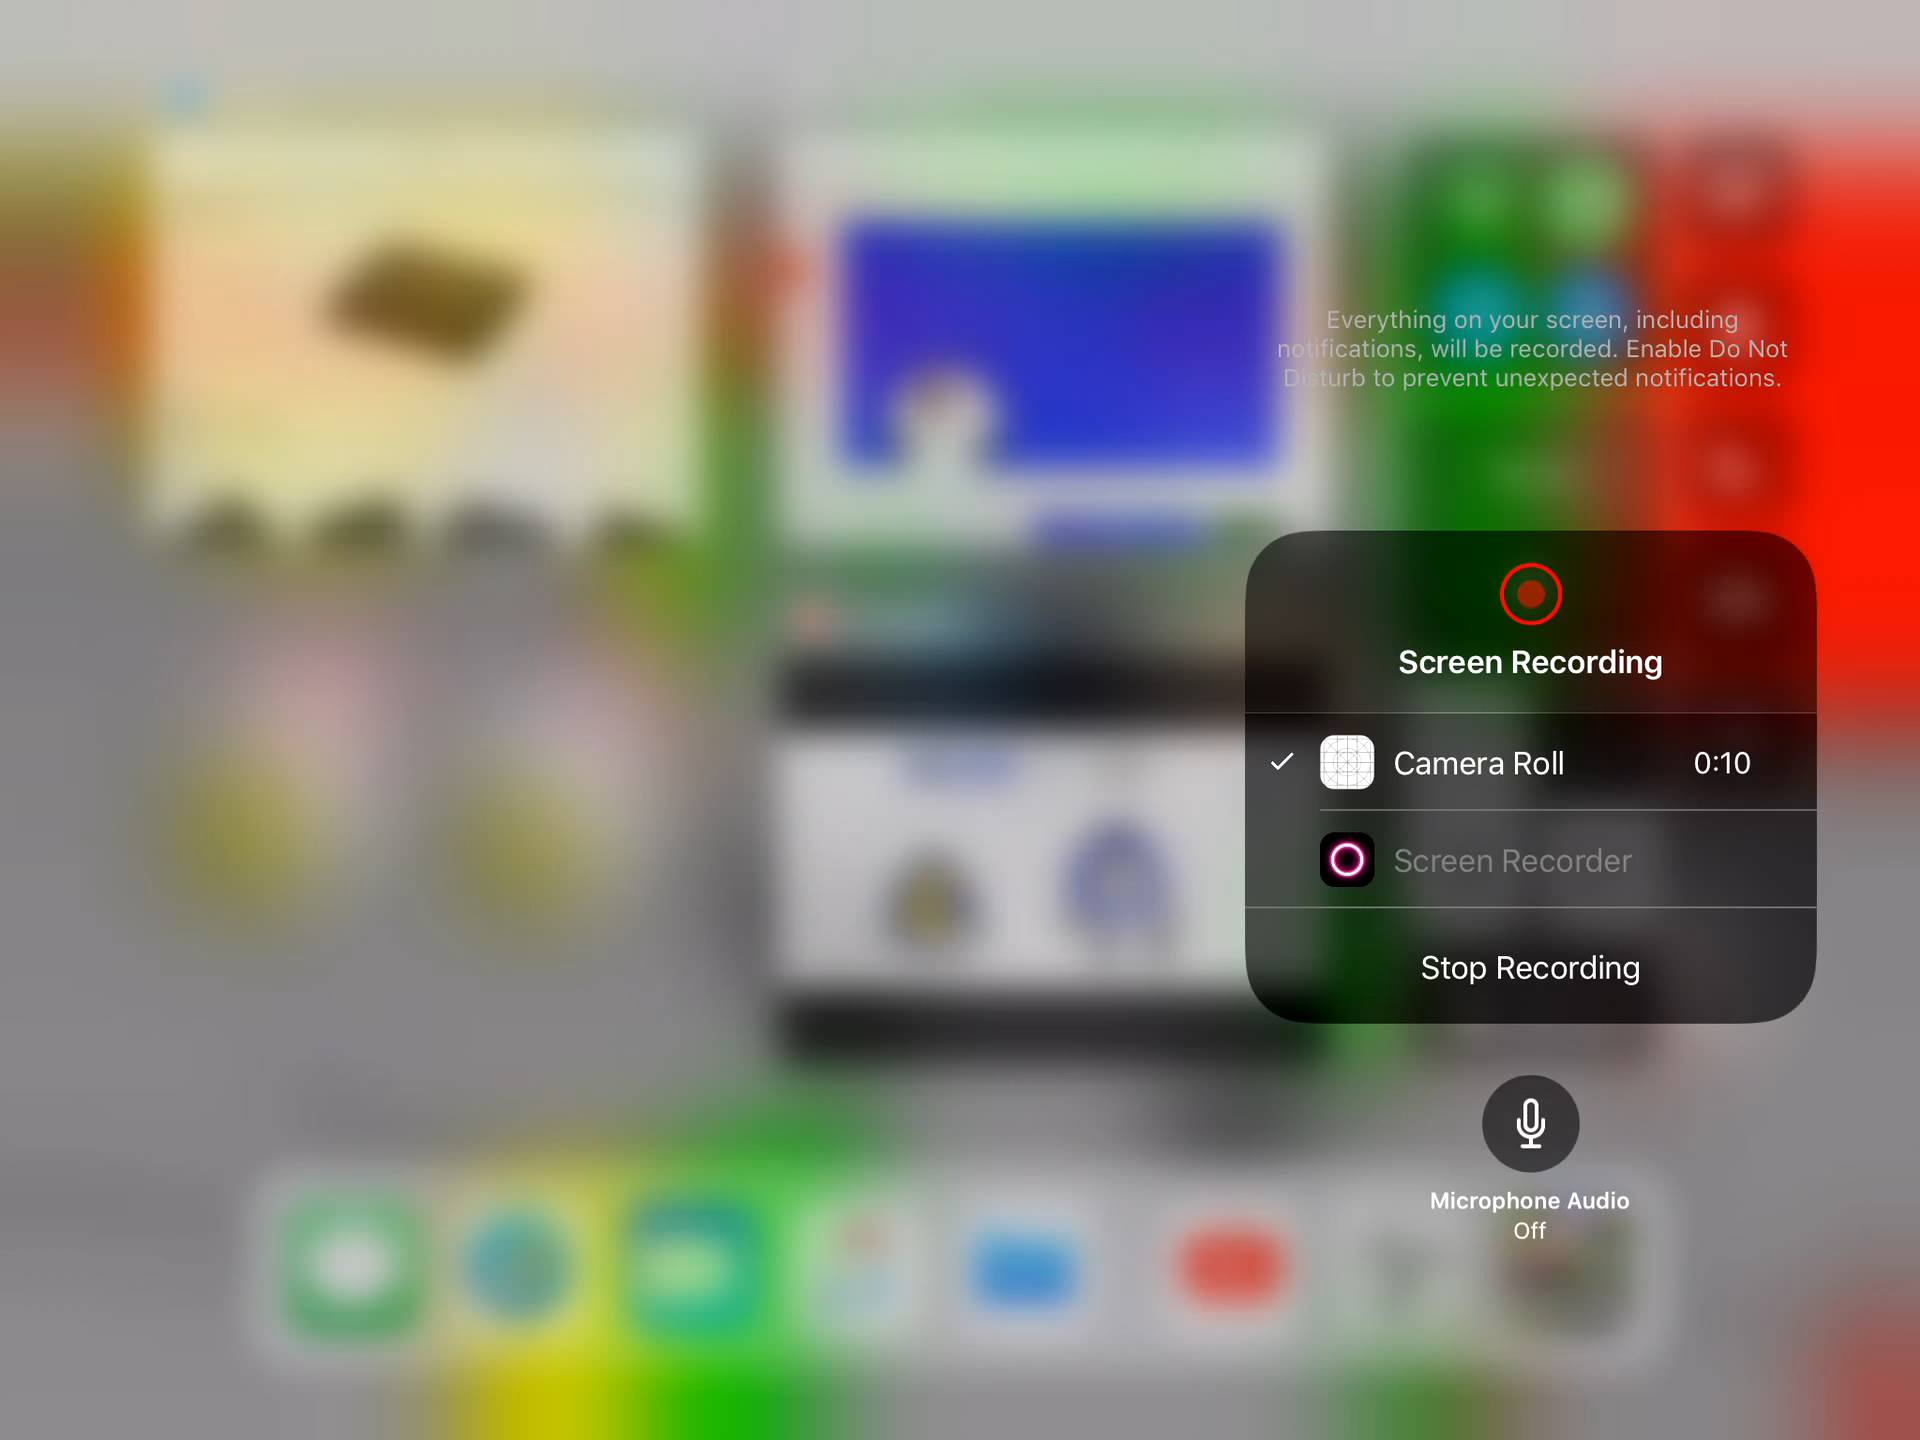 Everything on your screen, including
notifications, will be recorded. Enable Do Not
Disturb to prevent unexpected notifications.
Screen Recording
Camera Roll 0:10
Screen Recorder
Stop Recording
Microphone Audio
Off